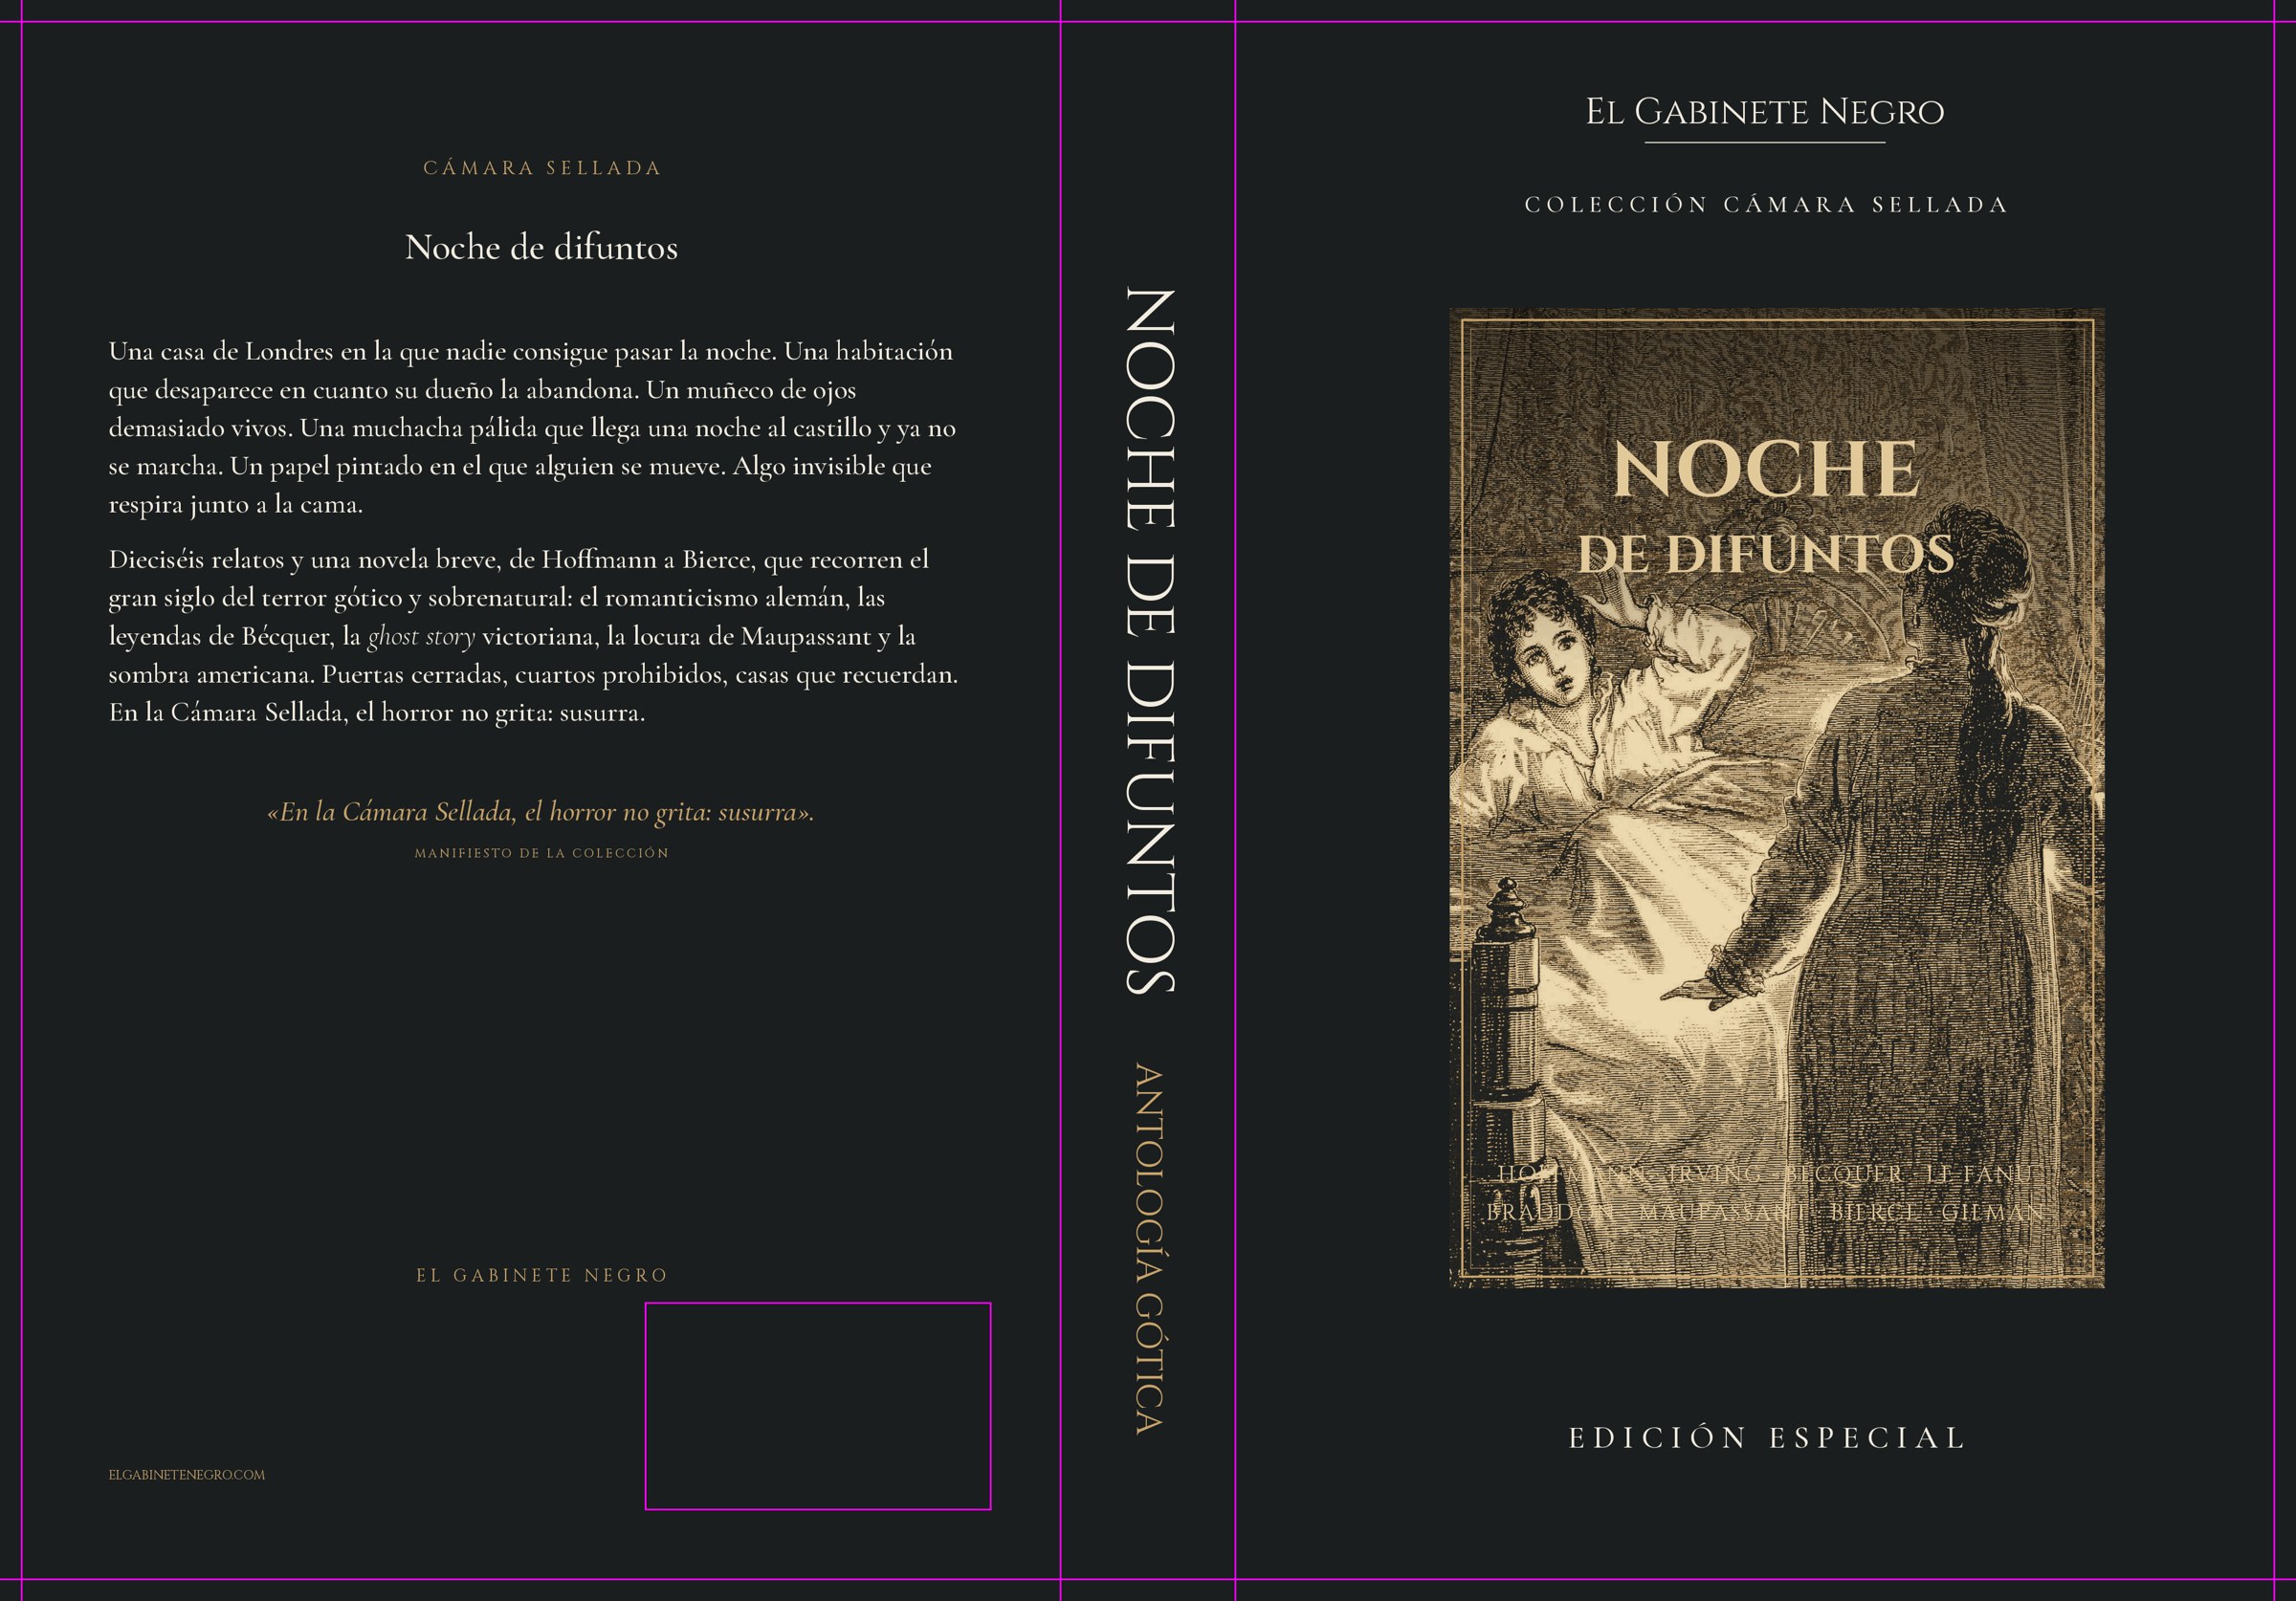 CÁMARA SELLADA
Noche de difuntos
Una casa de Londres en la que nadie consigue pasar la noche. Una habitación
que desaparece en cuanto su dueño la abandona. Un muñeco de ojos
demasiado vivos. Una muchacha pálida que llega una noche al castillo y ya no
se marcha. Un papel pintado en el que alguien se mueve. Algo invisible que
respira junto a la cama.
Dieciséis relatos y una novela breve, de Hoffmann a Bierce, que recorren el
gran siglo del terror gótico y sobrenatural: el romanticismo alemán, las
leyendas de Bécquer, la ghost story victoriana, la locura de Maupassant y la
sombra americana. Puertas cerradas, cuartos prohibidos, casas que recuerdan.
En la Cámara Sellada, el horror no grita: susurra.
«En la Cámara Sellada, el horror no grita: susurra».
MANIFIESTO DE LA COLECCIÓN
EL GABINETE NEGRO
ELGABINETENEGRO.COM
NOCHE DE DIFUNTOS
ANTOLOGÍA GÓTICA
EL GABINETE NEGRO
COLECCIÓN CÁMARA SELLADA
NOCHE
DE DIFUNTOS
HOFFMANN · IRVING · BÉCQUER · LE FANU
BRADDON · MAUPASSANT · BIERCE · GILMAN
EDICIÓN ESPECIAL